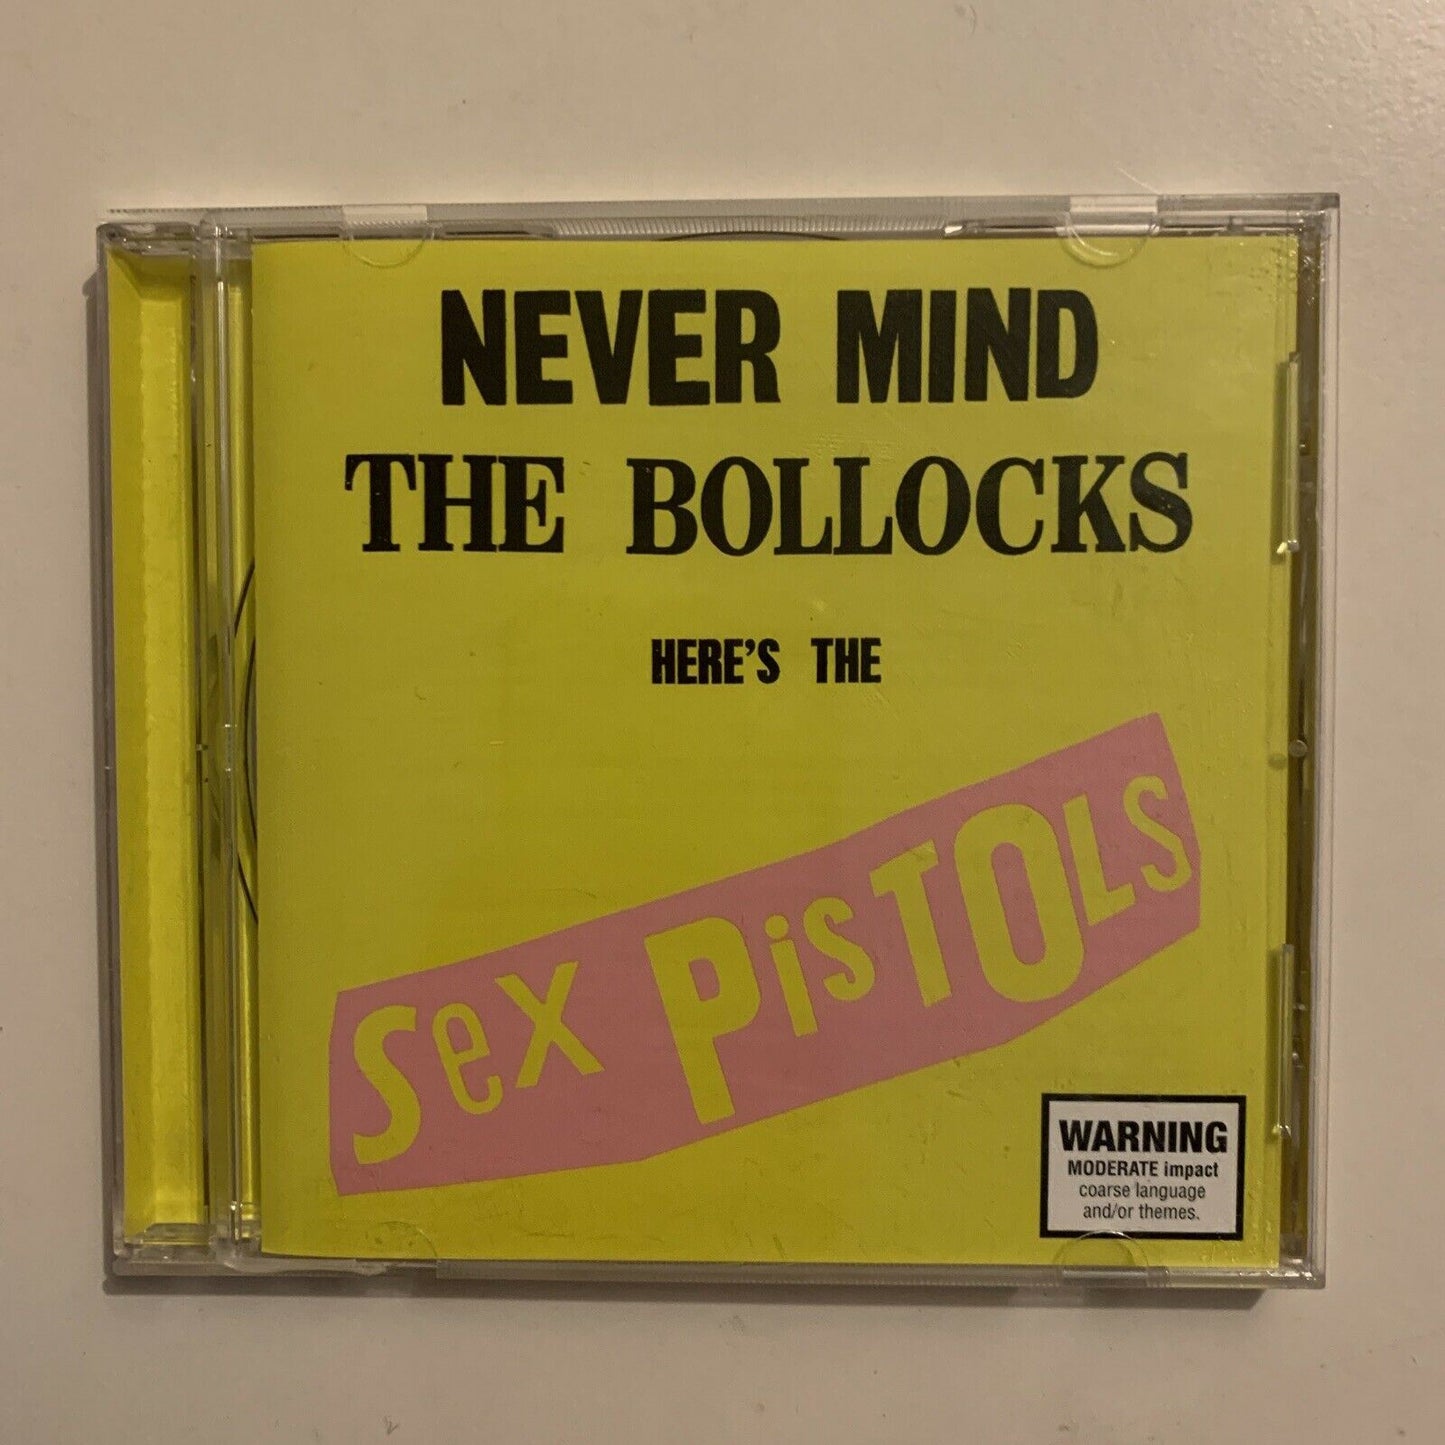 NEVER MIND
THE BOLLOCKS
HERE'S THE
Sex PiSTOLS
WARNING
MODERATE impact
coarse language
and/or themes.